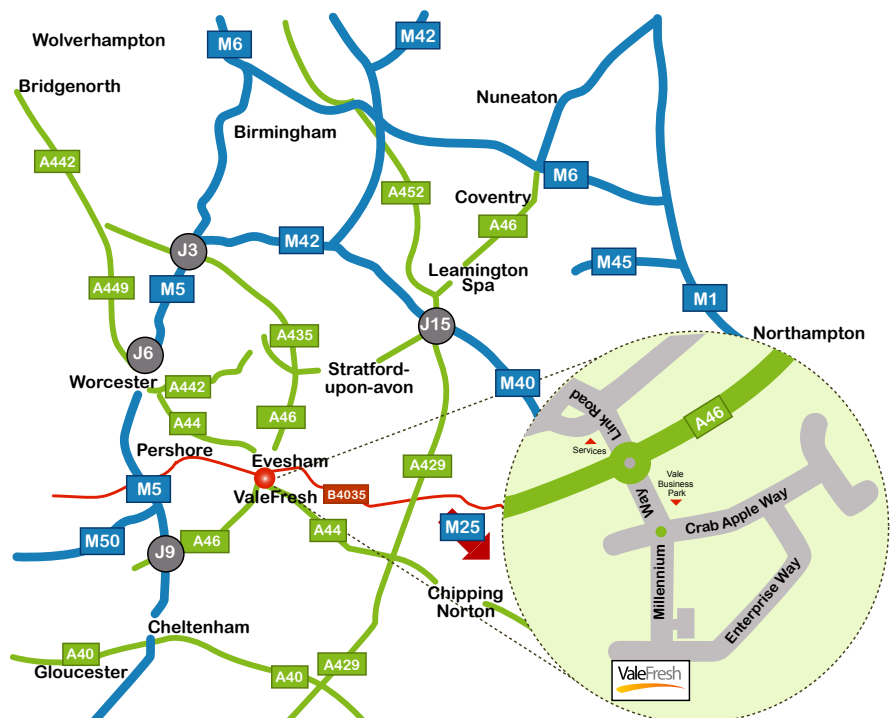 M6
M42
Wolverhampton
Bridgenorth
Nuneaton
Birmingham
A442
M6
A452
Coventry
A46
J3
M42
M45
Leamington
Spa
A449
M5
M1
J15
A435
Northampton
J6
Stratford-
upon-avon
Worcester
A442
M40
A44
A46
Link Road
A46
Services
Pershore
Evesham
A429
Vale
Business
Park
M5
ValeFresh
B4035
Way
Crab Apple Way
M50
J9
A46
A44
M25
Millennium
Enterprise Way
Chipping
Norton
Cheltenham
A40
Gloucester
A429
A40
ValeFresh